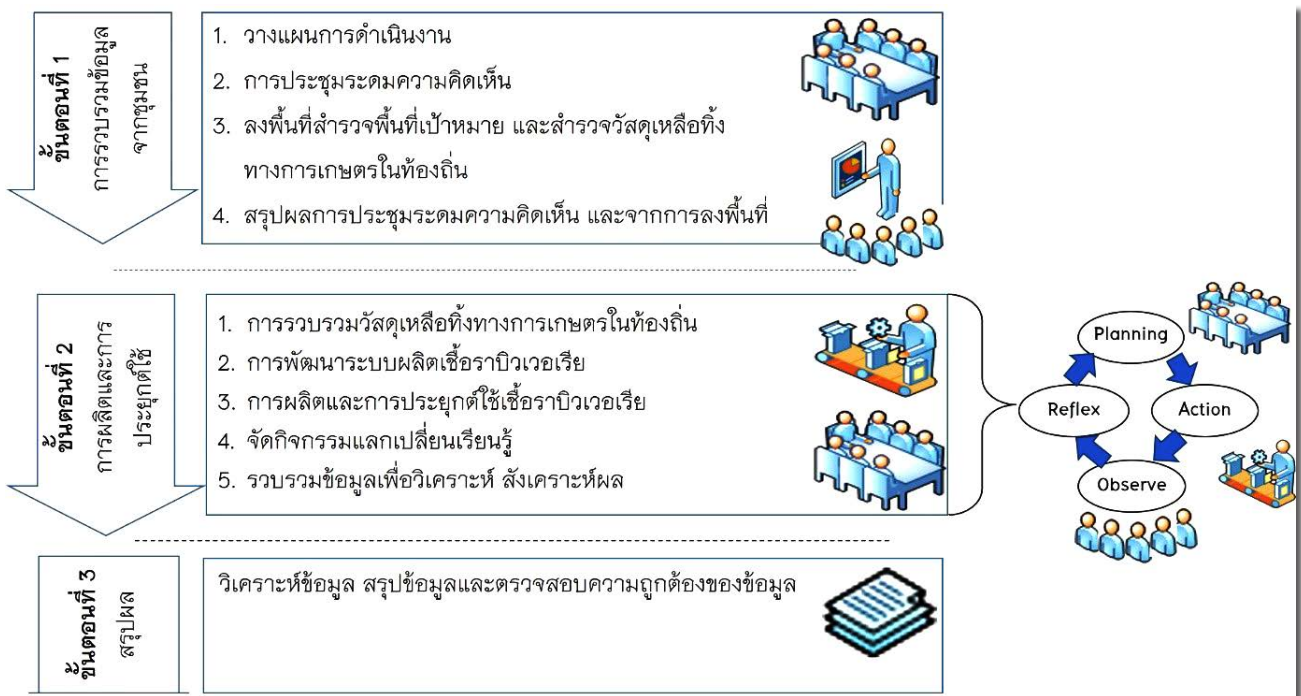 ขั้นตอนที่ 1
การรวบรวมข้อมูล
จากชุมชน
1. วางแผนการดำเนินงาน
2. การประชุมระดมความคิดเห็น
3. ลงพื้นที่สำรวจพื้นที่เป้าหมาย และสำรวจวัสดุเหลือทิ้ง
ทางการเกษตรในท้องถิ่น
4. สรุปผลการประชุมระดมความคิดเห็น และจากการลงพื้นที่
ขั้นตอนที่ 2
การผลิตและการ
ประยุกต์ใช้
1. การรวบรวมวัสดุเหลือทิ้งทางการเกษตรในท้องถิ่น
2. การพัฒนาระบบผลิตเชื้อราบิวเวอเรีย
3. การผลิตและการประยุกต์ใช้เชื้อราบิวเวอเรีย
4. จัดกิจกรรมแลกเปลี่ยนเรียนรู้
5. รวบรวมข้อมูลเพื่อวิเคราะห์ สังเคราะห์ผล
Planning
Reflex
Action
Observe
ขั้นตอนที่ 3
สรุปผล
วิเคราะห์ข้อมูล สรุปข้อมูลและตรวจสอบความถูกต้องของข้อมูล